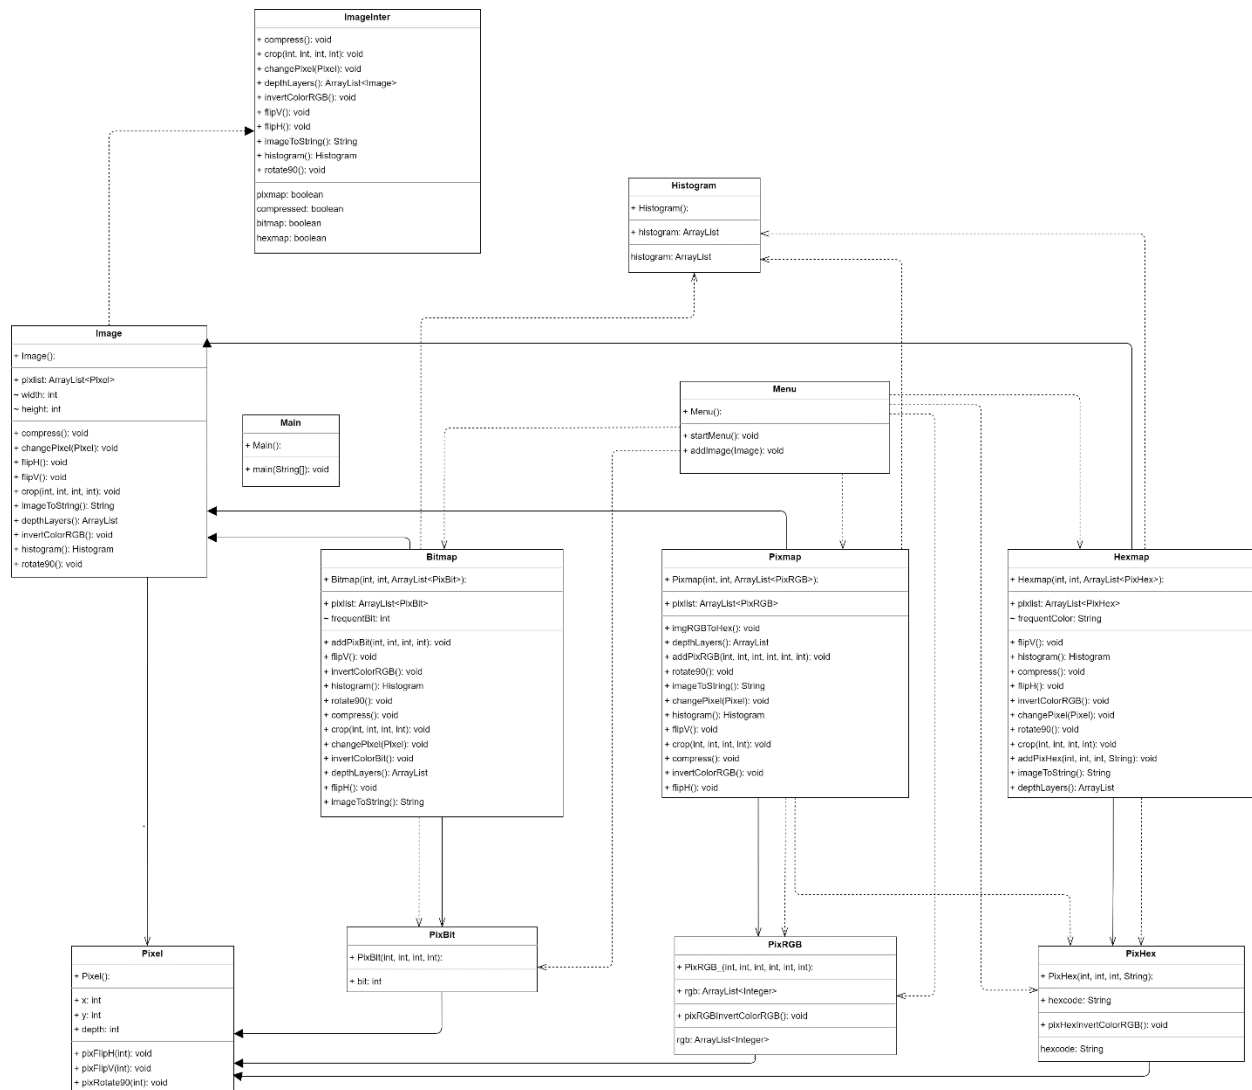 ImageInter
+ compress(): void
+ crop(int, int, int, int): void
+ changePixel(Pixel): void
+ depthLayers(): ArrayList<Image>
+ invertColorRGB(): void
+ flipV(): void
+ flipH(): void
+ imageToString(): String
+ histogram(): Histogram
+ rotate90(): void
pixmap: boolean
compressed: boolean
bitmap: boolean
hexmap: boolean
Histogram
+ Histogram():
+ histogram: ArrayList
histogram: ArrayList
Image
+ Image():
+ pixlist: ArrayList<Pixel>
~ width: int
~ height: int
+ compress(): void
+ changePixel(Pixel): void
+ flipH(): void
+ flipV(): void
+ crop(int, int, int, int): void
+ imageToString(): String
+ depthLayers(): ArrayList
+ invertColorRGB(): void
+ histogram(): Histogram
+ rotate90(): void
Main
+ Main():
+ main(String[]): void
Menu
+ Menu():
+ startMenu(): void
+ addImage(Image): void
Bitmap
+ Bitmap(int, int, ArrayList<PixBit>):
+ pixlist: ArrayList<PixBit>
~ frequentBit: int
+ addPixBit(int, int, int, int): void
+ flipV(): void
+ invertColorRGB(): void
+ histogram(): Histogram
+ rotate90(): void
+ compress(): void
+ crop(int, int, int, int): void
+ changePixel(Pixel): void
+ invertColorBit(): void
+ depthLayers(): ArrayList
+ flipH(): void
+ imageToString(): String
Pixmap
+ Pixmap(int, int, ArrayList<PixRGB>):
+ pixlist: ArrayList<PixRGB>
+ imgRGBToHex(): void
+ depthLayers(): ArrayList
+ addPixRGB(int, int, int, int, int, int): void
+ rotate90(): void
+ imageToString(): String
+ changePixel(Pixel): void
+ histogram(): Histogram
+ flipV(): void
+ crop(int, int, int, int): void
+ compress(): void
+ invertColorRGB(): void
+ flipH(): void
Hexmap
+ Hexmap(int, int, ArrayList<PixHex>):
+ pixlist: ArrayList<PixHex>
~ frequentColor: String
+ flipV(): void
+ histogram(): Histogram
+ compress(): void
+ flipH(): void
+ invertColorRGB(): void
+ changePixel(Pixel): void
+ rotate90(): void
+ crop(int, int, int, int): void
+ addPixHex(int, int, int, String): void
+ imageToString(): String
+ depthLayers(): ArrayList
Pixel
+ Pixel():
+ x: int
+ y: int
+ depth: int
+ pixFlipH(int): void
+ pixFlipV(int): void
+ pixRotate90(int): void
PixBit
+ PixBit(int, int, int, int):
+ bit: int
PixRGB
+ PixRGB_(int, int, int, int, int, int):
+ rgb: ArrayList<Integer>
+ pixRGBInvertColorRGB(): void
rgb: ArrayList<Integer>
PixHex
+ PixHex(int, int, int, String):
+ hexcode: String
+ pixHexInvertColorRGB(): void
hexcode: String